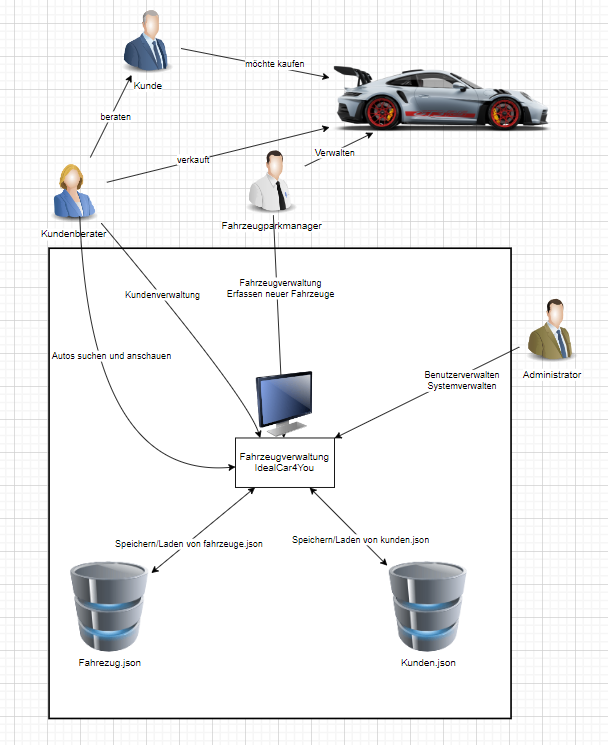 möchte kaufen
Kunde
beraten
verkauft
Verwalten
Kundenberater
Fahrzeugparkmanager
Fahrzeugverwaltung
Erfassen neuer Fahrzeuge
Kundenverwaltung
Autos suchen und anschauen
Benutzerverwalten
Systemverwalten
Administrator
Fahrzeugverwaltung
IdealCar4You
Speichern/Laden von fahrzeuge.json
Speichern/Laden von kunden.json
Fahrezug.json
Kunden.json